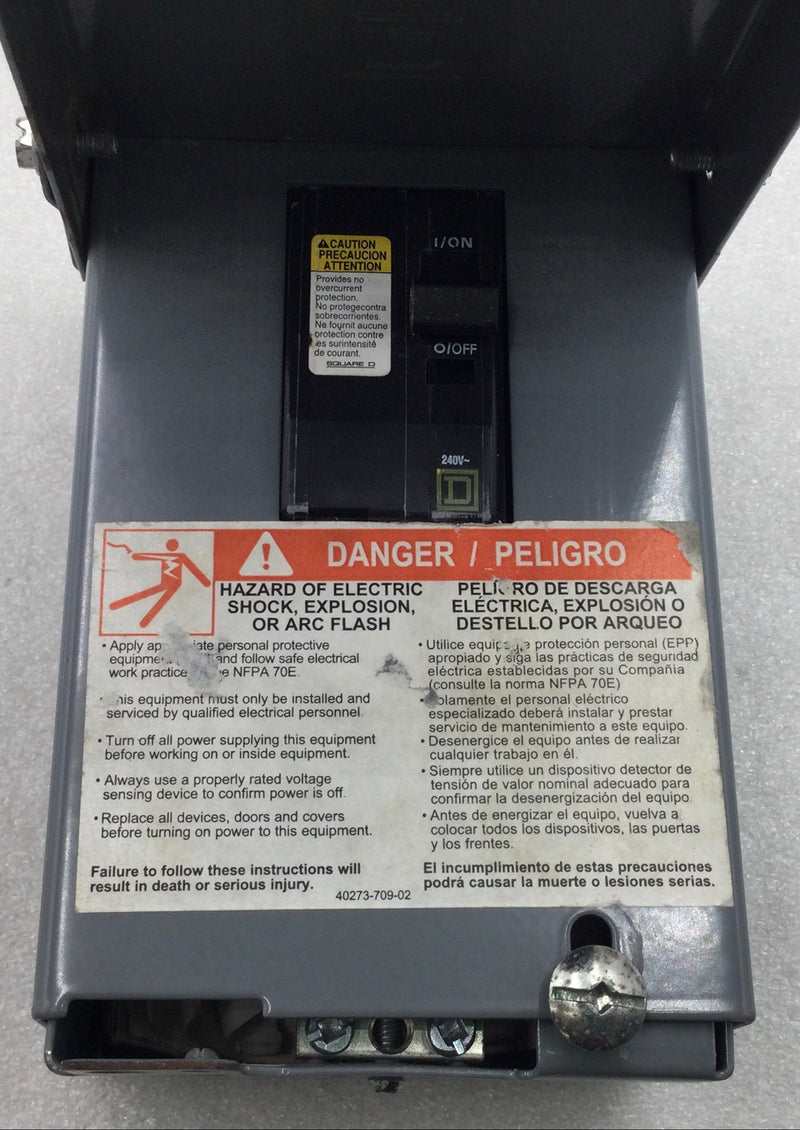 CAUTION
PRECAUCION
ATTENTION
Provides no
overcurrent
protection.
No protegecontra
sobrecorrientes.
Ne fournit aucune
protection contre
es surintensité
de courant.
SQUARE D
I/ON
O/OFF
240V~
D
DANGER / PELIGRO
HAZARD OF ELECTRIC
SHOCK, EXPLOSION,
OR ARC FLASH
• Apply ap ate personal protective
equipme and follow safe electrical
work practice e NFPA 70E.
his equipment must only be installed and
serviced by qualified electrical personnel.
• Turn off all power supplying this equipment
before working on or inside equipment.
• Always use a properly rated voltage
sensing device to confirm power is off.
• Replace all devices, doors and covers
before turning on power to this equipment.
Failure to follow these instructions will
result in death or serious injury.
40273-709-02
PELI RO DE DESCARGA
ELÉCTRICA, EXPLOSIÓN O
DESTELLO POR ARQUEO
• Utilice equip e protección personal (EPP)
apropiado y siga las prácticas de seguridad
eléctrica establecidas por su Compañia
(consulte la norma NFPA 70E)
olamente el personal eléctrico
especializado deberá instalar y prestar
servicio de mantenimiento a este equipo.
• Desenergice el equipo antes de realizar
cualquier trabajo en él.
• Siempre utilice un dispositivo detector de
tensión de valor nominal adecuado para
confirmar la desenergización del equipo.
• Antes de energizar el equipo, vuelva a
colocar todos los dispositivos, las puertas
y los frentes.
El incumplimiento de estas precauciones
podrá causar la muerte o lesiones serias.